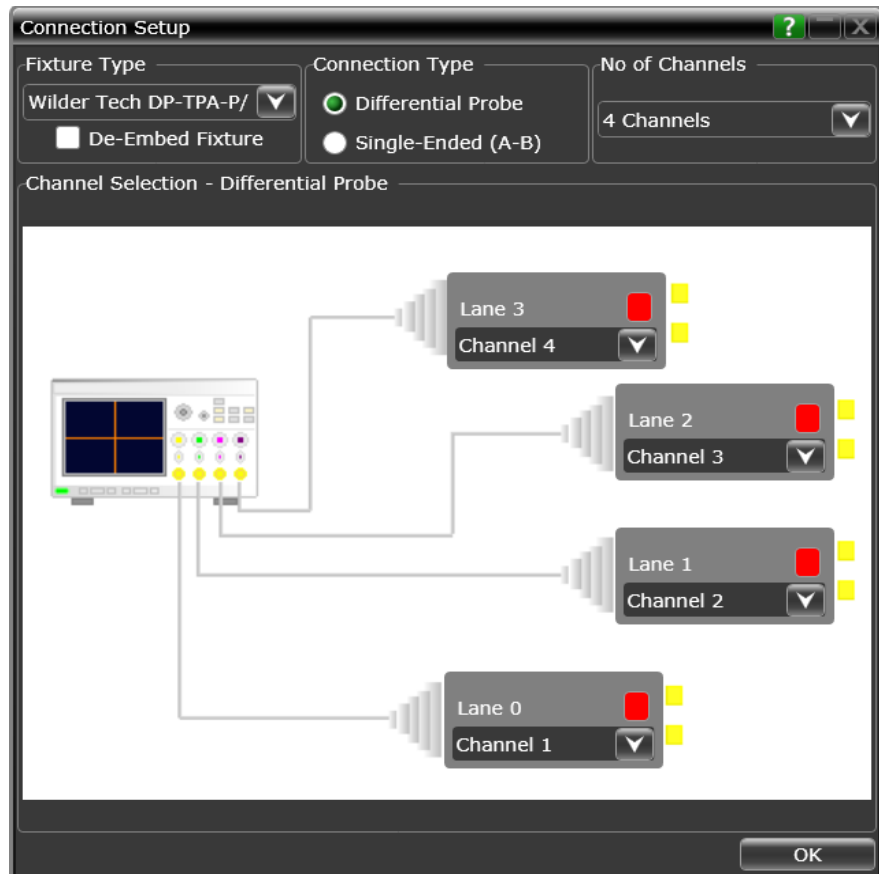 Connection Setup
?
X
Fixture Type
Connection Type
No of Channels
Wilder Tech DP-TPA-P/
De-Embed Fixture
Differential Probe
Single-Ended (A-B)
4 Channels
Channel Selection - Differential Probe
Lane 3
Channel 4
Lane 2
Channel 3
Lane 1
Channel 2
Lane 0
Channel 1
OK